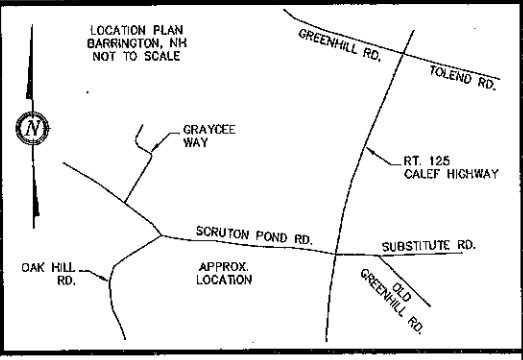 LOCATION PLAN
BARRINGTON, NH
NOT TO SCALE
GREENHILL RD.
TOLEND RD.
N
GRAYCEE
WAY
RT. 125
CALEF HIGHWAY
SCRUTON POND RD.
SUBSTITUTE RD.
OAK HILL
RD.
APPROX.
LOCATION
OLD
GREENHILL RD.